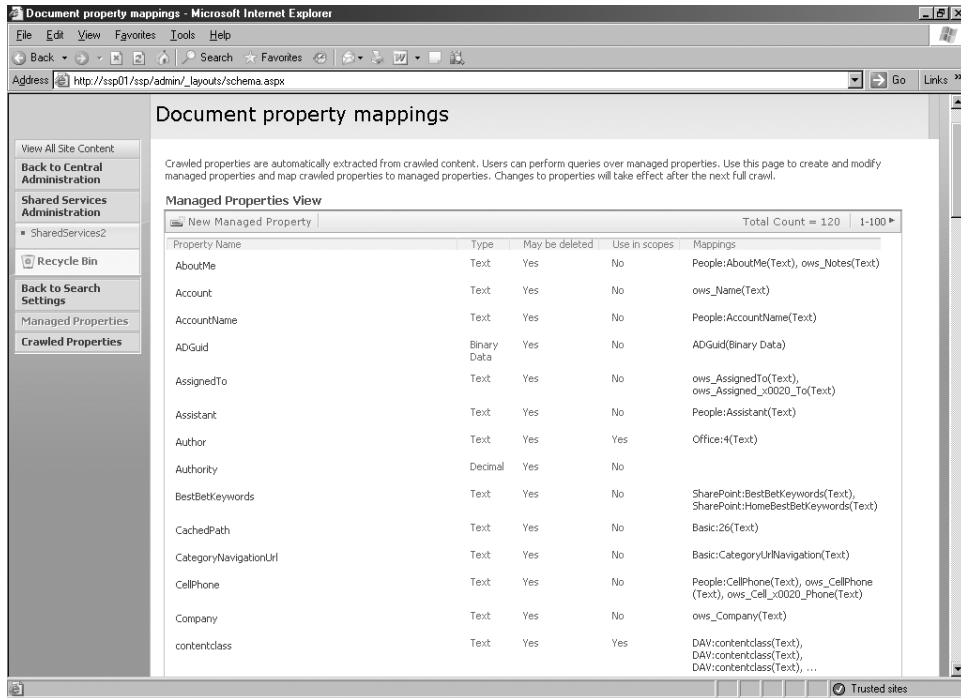 Document property mappings - Microsoft Internet Explorer
File Edit View Favorites Tools Help
Back Search Favorites
Address http://ssp01/ssp/admin/_layouts/schema.aspx Go Links »
Document property mappings
View All Site Content
Back to Central
Administration
Shared Services
Administration
SharedServices2
Recycle Bin
Back to Search
Settings
Managed Properties
Crawled Properties
Crawled properties are automatically extracted from crawled content. Users can perform queries over managed properties. Use this page to create and modify
managed properties and map crawled properties to managed properties. Changes to properties will take effect after the next full crawl.
Managed Properties View
New Managed Property Total Count = 120 1-100
Property Name Type May be deleted Use in scopes Mappings
AboutMe Text Yes No People:AboutMe(Text), ows_Notes(Text)
Account Text Yes No ows_Name(Text)
AccountName Text Yes No People:AccountName(Text)
ADGuid Binary Yes No ADGuid(Binary Data)
Data
AssignedTo Text Yes No ows_AssignedTo(Text),
ows_Assigned_x0020_To(Text)
Assistant Text Yes No People:Assistant(Text)
Author Text Yes Yes Office:4(Text)
Authority Decimal Yes No
BestBetKeywords Text Yes No SharePoint:BestBetKeywords(Text),
SharePoint:HomeBestBetKeywords(Text)
CachedPath Text Yes No Basic:26(Text)
CategoryNavigationUrl Text Yes No Basic:CategoryUrlNavigation(Text)
CellPhone Text Yes No People:CellPhone(Text), ows_CellPhone
(Text), ows_Cell_x0020_Phone(Text)
Company Text Yes No ows_Company(Text)
contentclass Text Yes Yes DAV:contentclass(Text),
DAV:contentclass(Text),
DAV:contentclass(Text), ...
Trusted sites